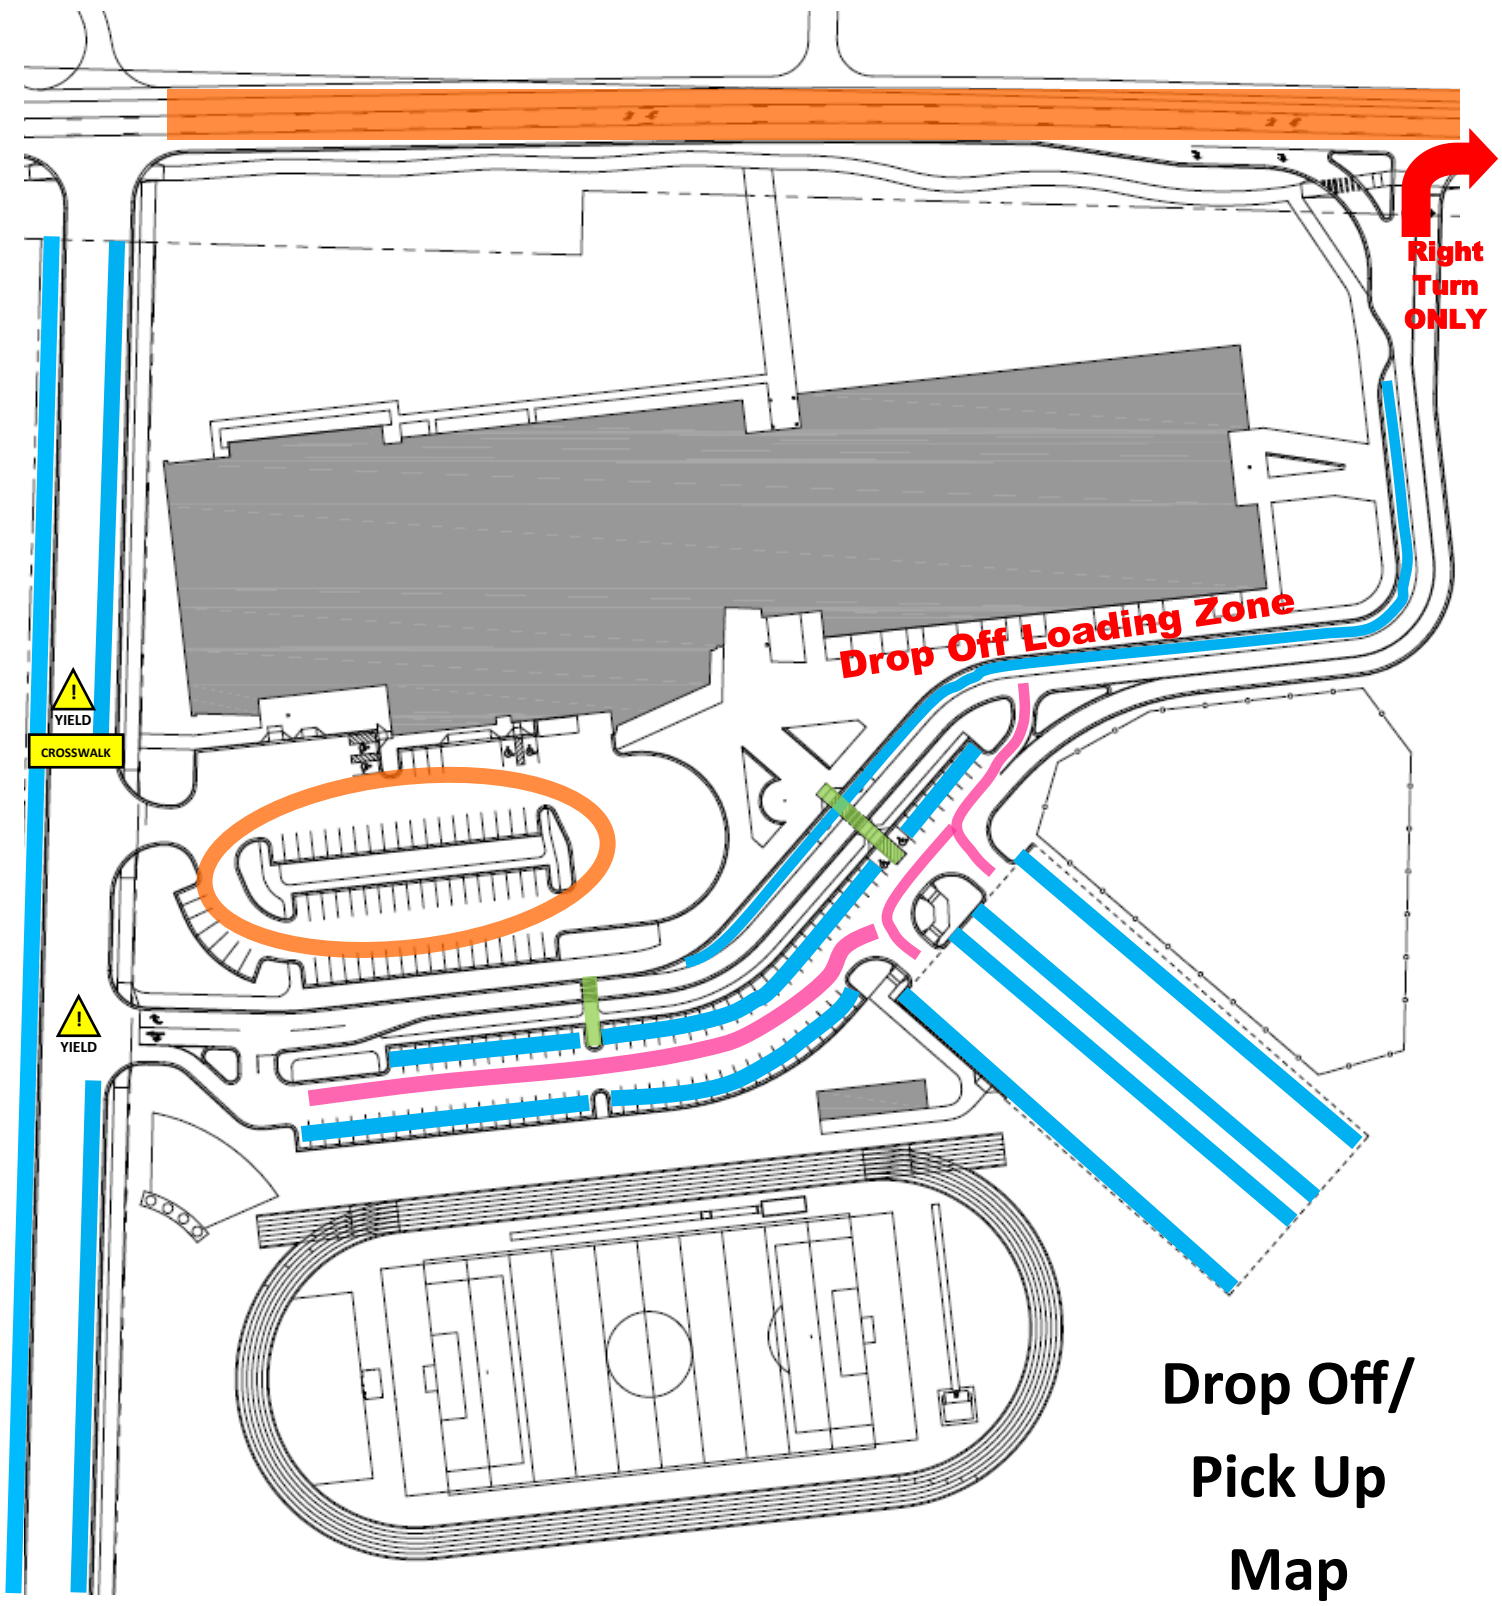 Right
Turn
ONLY
Drop Off Loading Zone
!
YIELD
CROSSWALK
!
YIELD
Drop Off/
Pick Up
Map